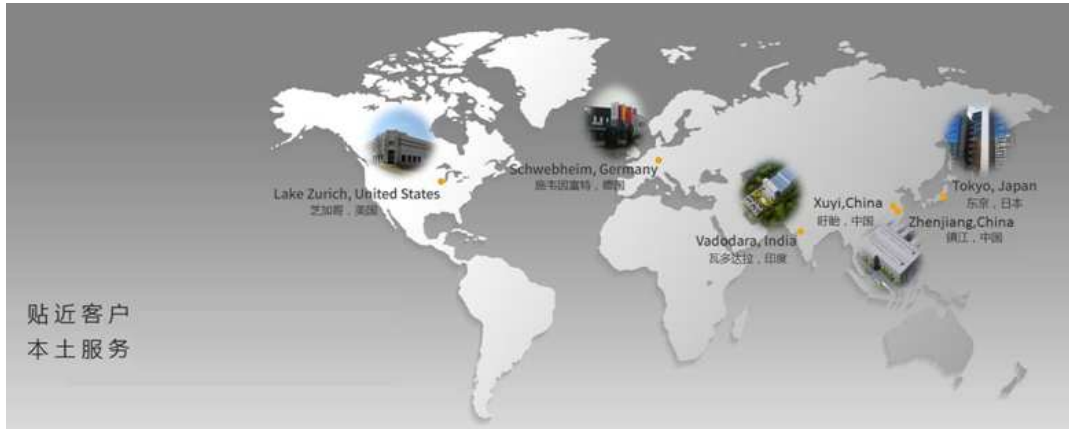 Lake Zurich, United States
芝加哥，美国
Schwebheim, Germany
施韦因富特，德国
Vadodara, India
瓦多达拉，印度
Xuyi,China
盱眙，中国
Tokyo, Japan
东京，日本
Zhenjiang,China
镇江，中国
贴近客户
本土服务